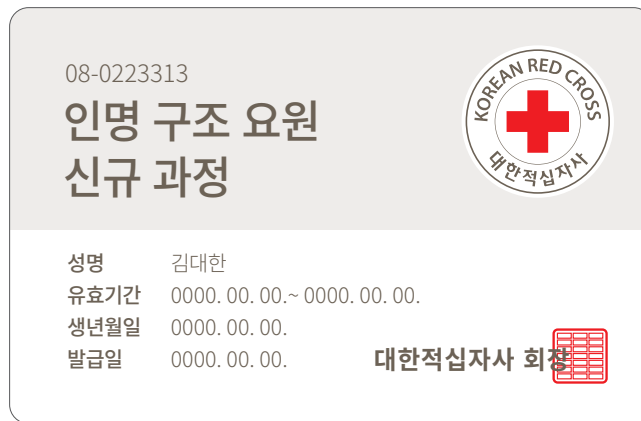 08-0223313
인명 구조 요원
신규 과정
KOREAN RED CROSS
대한적십자사
성명 김대한
유효기간 0000. 00. 00.~ 0000. 00. 00.
생년월일 0000. 00. 00.
발급일 0000. 00. 00.
대한적십자사 회장